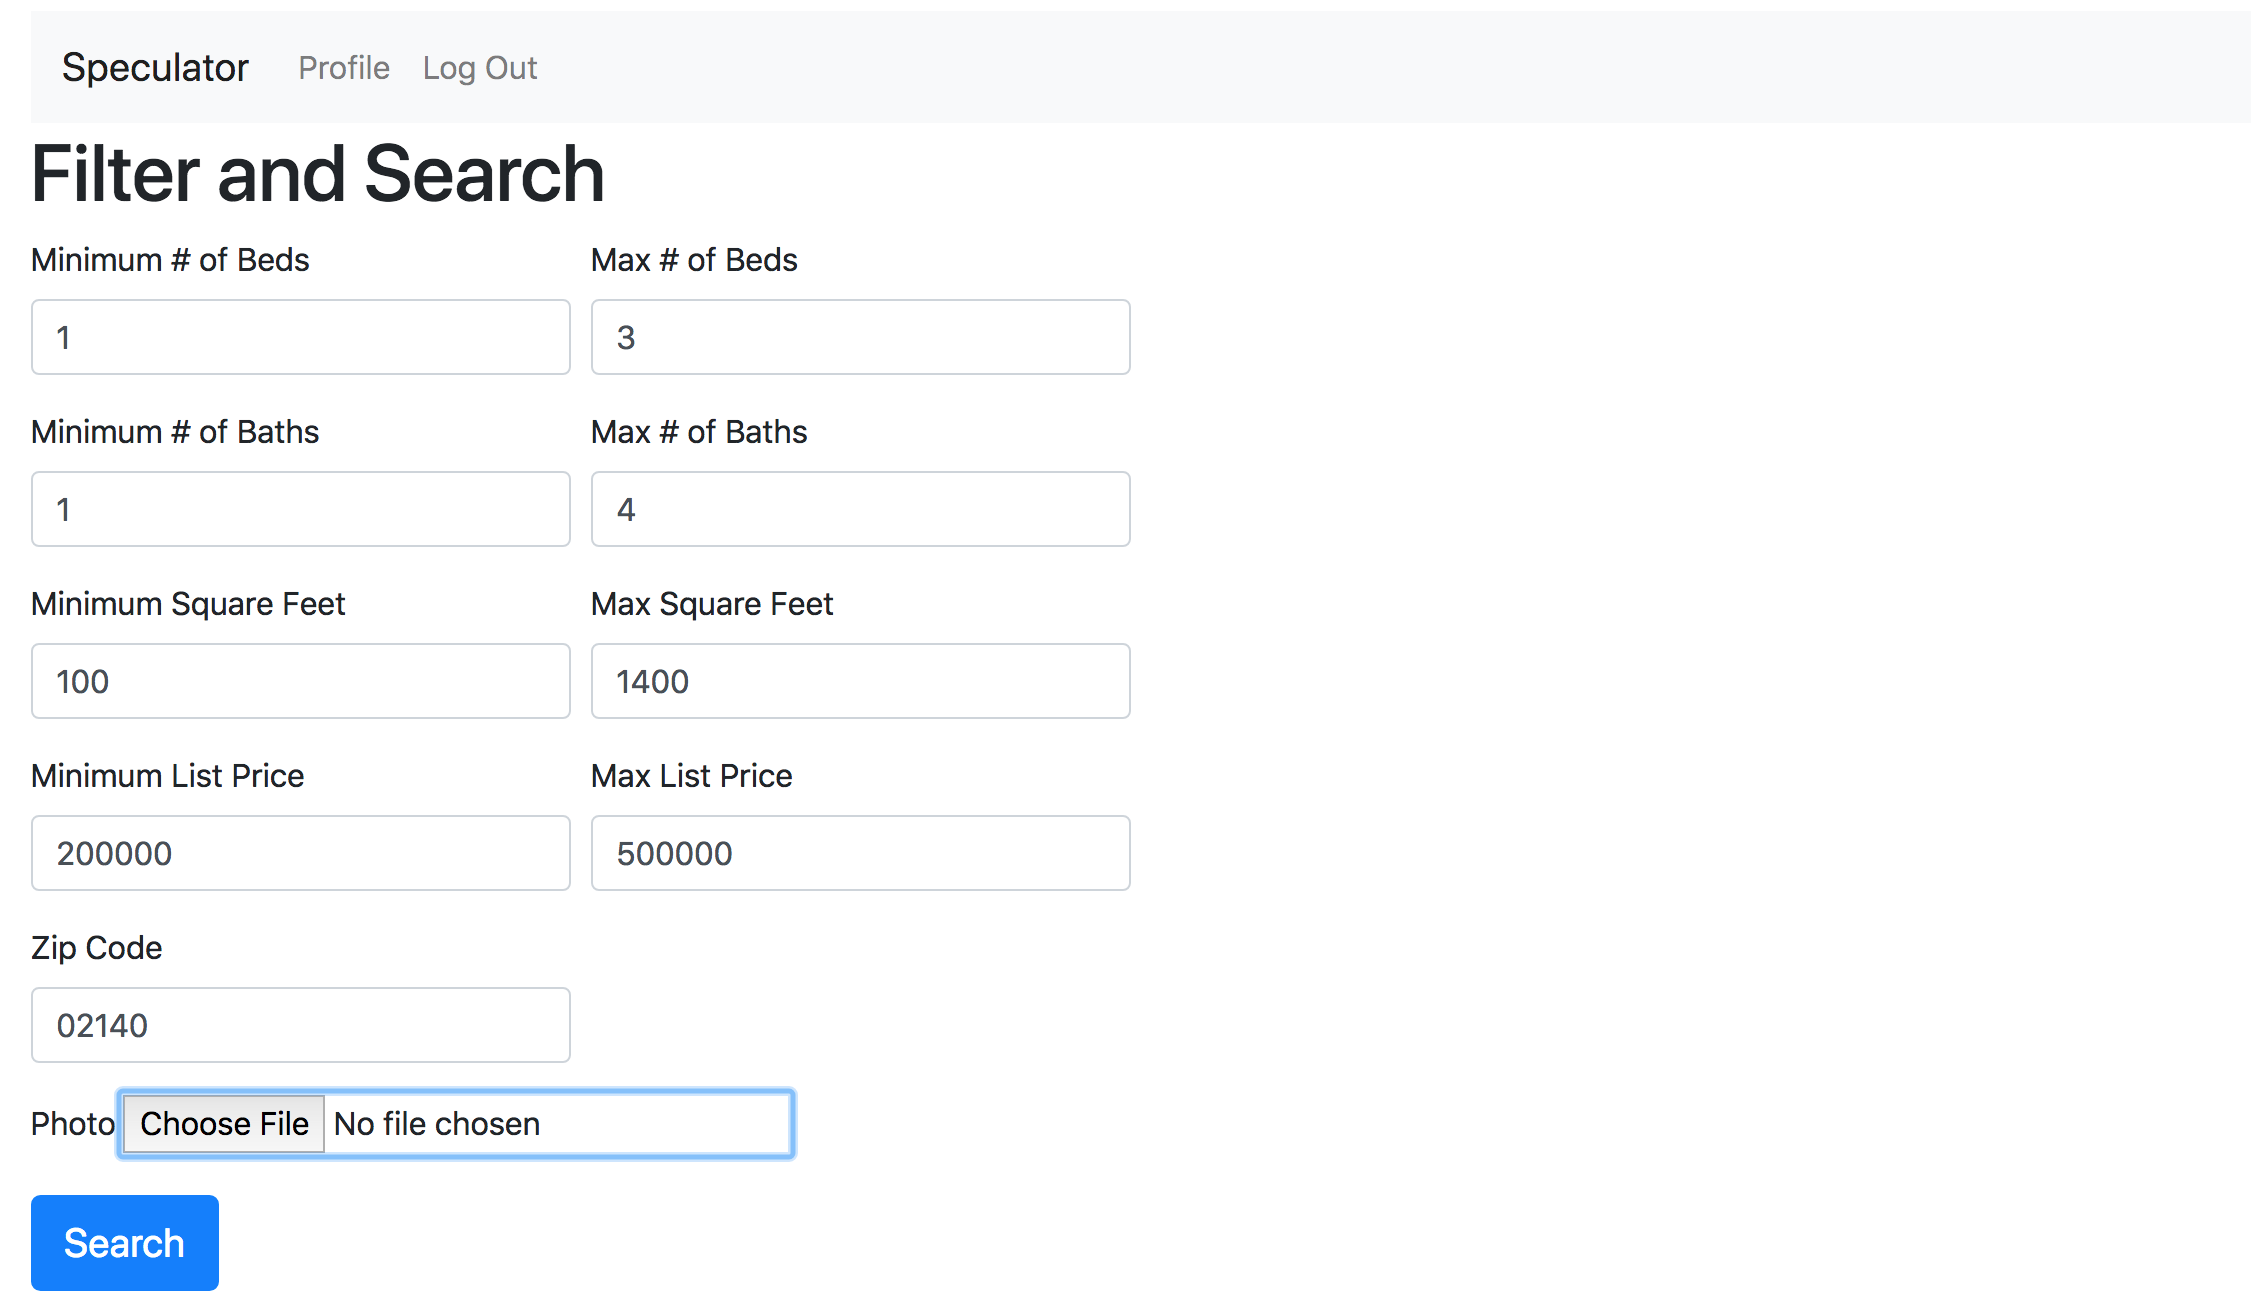 Speculator Profile Log Out
Filter and Search
Minimum # of Beds Max # of Beds
1 3
Minimum # of Baths Max # of Baths
1 4
Minimum Square Feet Max Square Feet
100 1400
Minimum List Price Max List Price
200000 500000
Zip Code
02140
Photo Choose File No file chosen
Search